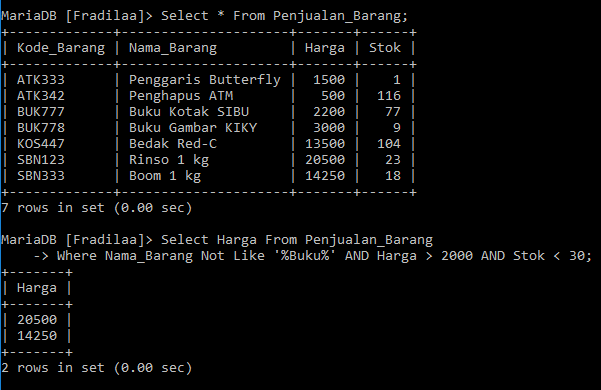 MariaDB [Fradilaa]> Select * From Penjualan_Barang;
+-------------+---------------------+-------+------+
| Kode_Barang | Nama_Barang         | Harga | Stok |
+-------------+---------------------+-------+------+
| ATK333      | Penggaris Butterfly |  1500 |    1 |
| ATK342      | Penghapus ATM       |   500 |  116 |
| BUK777      | Buku Kotak SIBU     |  2200 |   77 |
| BUK778      | Buku Gambar KIKY    |  3000 |    9 |
| KOS447      | Bedak Red-C         | 13500 |  104 |
| SBN123      | Rinso 1 kg          | 20500 |   23 |
| SBN333      | Boom 1 kg           | 14250 |   18 |
+-------------+---------------------+-------+------+
7 rows in set (0.00 sec)
MariaDB [Fradilaa]> Select Harga From Penjualan_Barang
    -> Where Nama_Barang Not Like '%Buku%' AND Harga > 2000 AND Stok < 30;
+-------+
| Harga |
+-------+
| 20500 |
| 14250 |
+-------+
2 rows in set (0.00 sec)